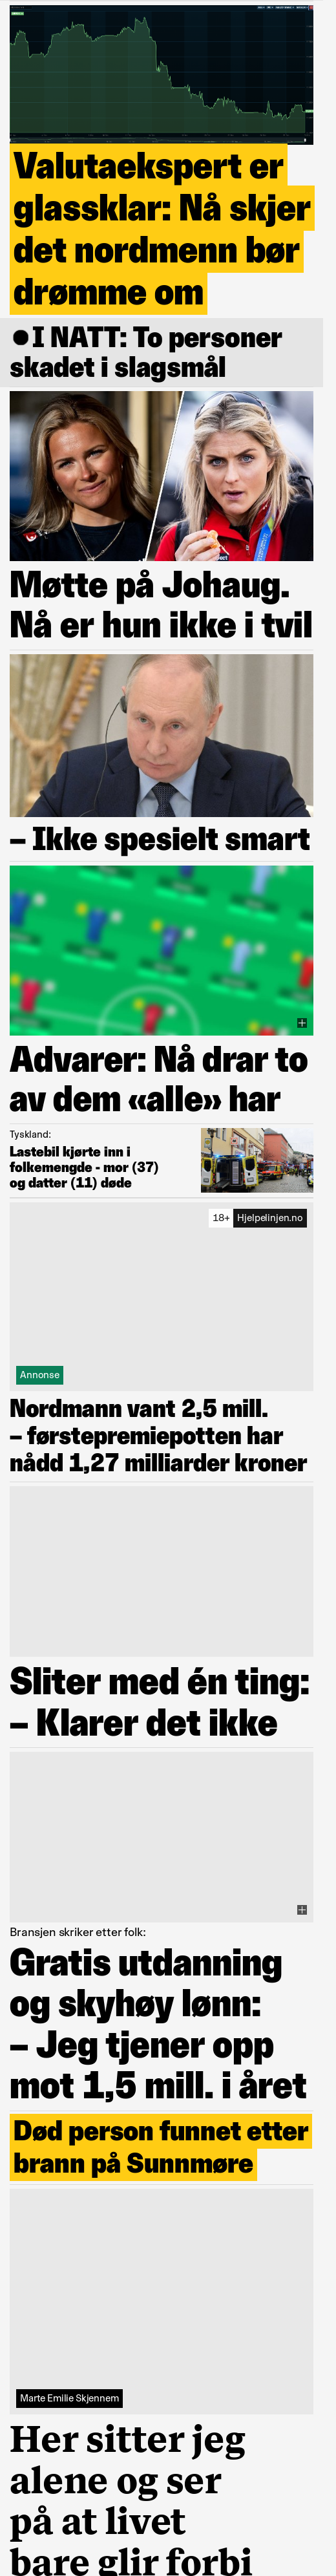 Valutaekspert er
glassklar: Nå skjer
det nordmenn bør
drømme om
I NATT: To personer
skadet i slagsmål
Møtte på Johaug.
Nå er hun ikke i tvil
– Ikke spesielt smart
Advarer: Nå drar to
av dem «alle» har
Tyskland:
Lastebil kjørte inn i
folkemengde - mor (37)
og datter (11) døde
18+ Hjelpelinjen.no
Annonse
Nordmann vant 2,5 mill.
– førstepremiepotten har
nådd 1,27 milliarder kroner
Sliter med én ting:
– Klarer det ikke
Bransjen skriker etter folk:
Gratis utdanning
og skyhøy lønn:
– Jeg tjener opp
mot 1,5 mill. i året
Død person funnet etter
brann på Sunnmøre
Marte Emilie Skjennem
Her sitter jeg
alene og ser
på at livet
bare glir forbi